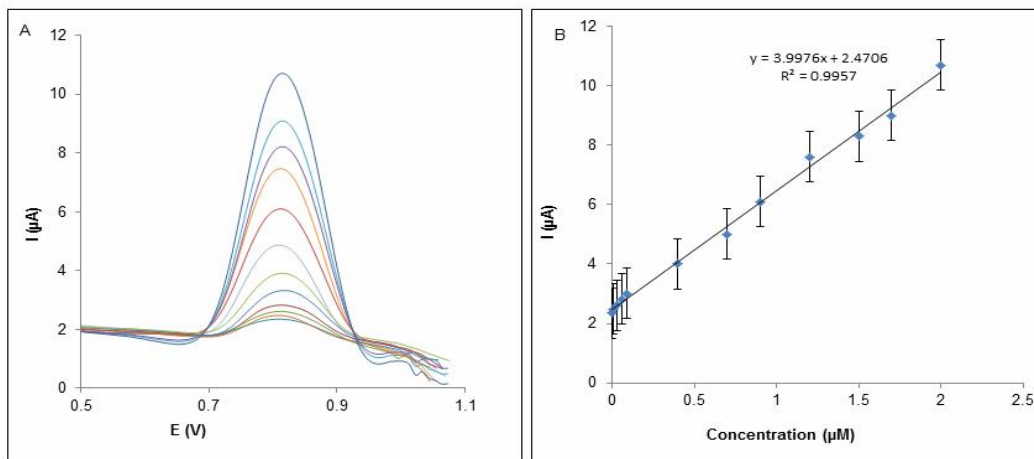 A
12
10
8
6
4
2
0
0.5 0.7 0.9 1.1
I (µA)
E (V)
B
y = 3.9976x + 2.4706
R² = 0.9957
12
10
8
6
4
2
0
0 0.5 1 1.5 2 2.5
I (µA)
Concentration (µM)